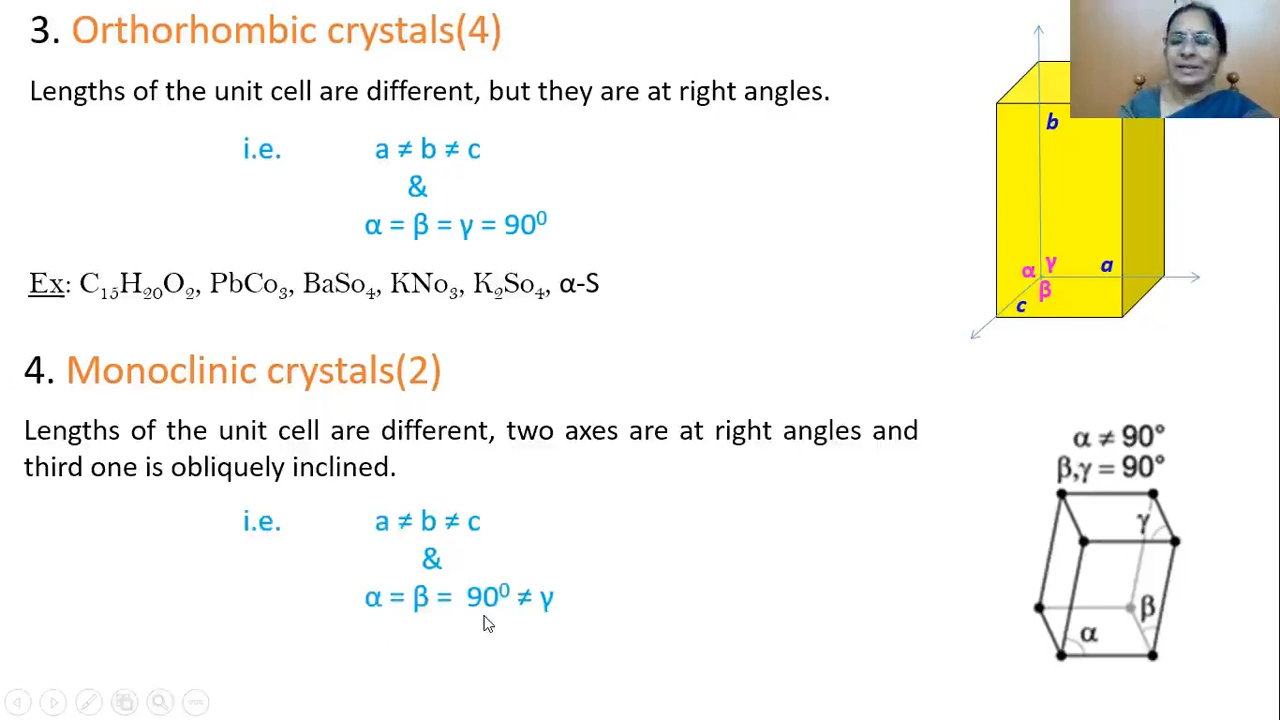 3. Orthorhombic crystals(4)
Lengths of the unit cell are different, but they are at right angles.
i.e. a ≠ b ≠ c
&
α = β = γ = 90⁰
Ex: C₁₅H₂₀O₂, PbCo₃, BaSo₄, KNo₃, K₂So₄, α-S
b
α γ
β
a
c
4. Monoclinic crystals(2)
Lengths of the unit cell are different, two axes are at right angles and
third one is obliquely inclined.
i.e. a ≠ b ≠ c
&
α = β = 90⁰ ≠ γ
α ≠ 90°
β,γ = 90°
γ
β
α